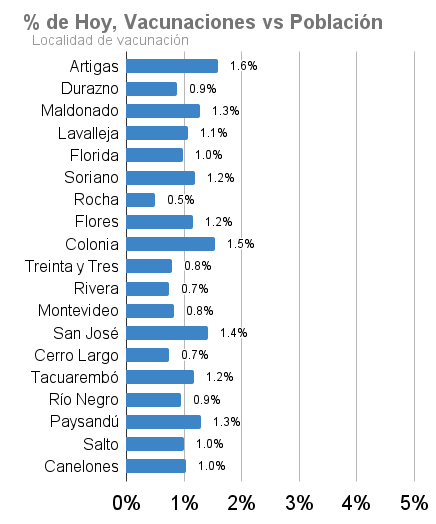 % de Hoy, Vacunaciones vs Población
Localidad de vacunación
Artigas 1.6%
Durazno 0.9%
Maldonado 1.3%
Lavalleja 1.1%
Florida 1.0%
Soriano 1.2%
Rocha 0.5%
Flores 1.2%
Colonia 1.5%
Treinta y Tres 0.8%
Rivera 0.7%
Montevideo 0.8%
San José 1.4%
Cerro Largo 0.7%
Tacuarembó 1.2%
Río Negro 0.9%
Paysandú 1.3%
Salto 1.0%
Canelones 1.0%
0% 1% 2% 3% 4% 5%